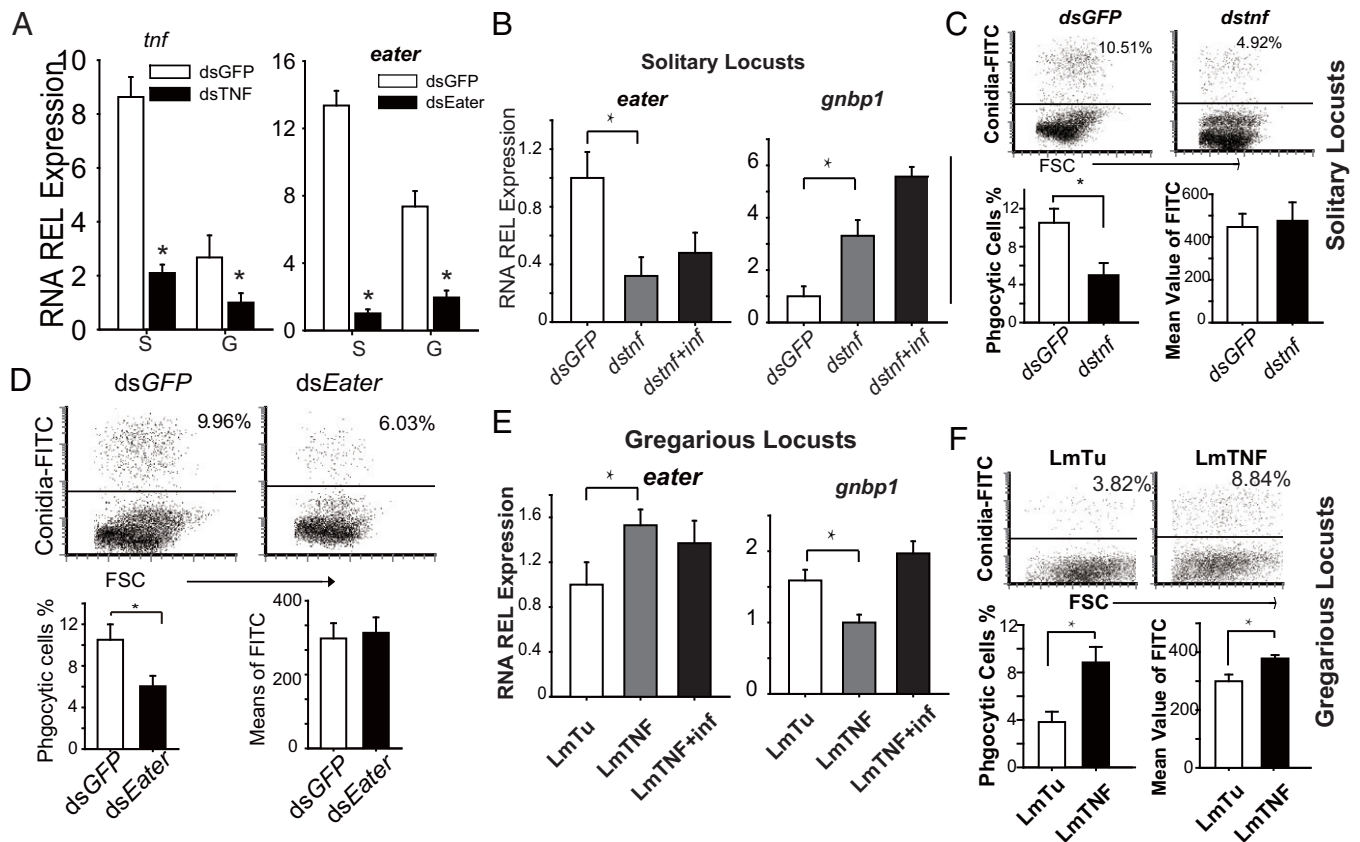 A
tnf
RNA REL Expression
10
8
6
4
2
0
dsGFP
dsTNF
*
*
S
G
eater
16
12
8
4
0
dsGFP
dsEater
*
*
S
G
B
Solitary Locusts
eater
RNA REL Expression
1.2
0.8
0.4
0
*
dsGFP
dstnf
dstnf+inf
gnbp1
6
4
2
0
*
dsGFP
dstnf
dstnf+inf
C
dsGFP
dstnf
Conidia-FITC
10.51%
4.92%
FSC
Phgocytic Cells %
12
8
4
0
*
dsGFP
dstnf
Mean Value of FITC
600
400
200
0
dsGFP
dstnf
Solitary Locusts
D
dsGFP
dsEater
Conidia-FITC
9.96%
6.03%
FSC
Phgocytic cells %
12
8
4
0
*
dsGFP
dsEater
Means of FITC
400
200
0
dsGFP
dsEater
E
Gregarious Locusts
eater
RNA REL Expression
1.6
1.2
0.8
0.4
0
*
LmTu
LmTNF
LmTNF+inf
gnbp1
2
1
0
*
LmTu
LmTNF
LmTNF+inf
F
LmTu
LmTNF
Conidia-FITC
3.82%
8.84%
FSC
Phgocytic Cells %
12
8
4
0
*
LmTu
LmTNF
Mean Value of FITC
400
200
0
*
LmTu
LmTNF
Gregarious Locusts